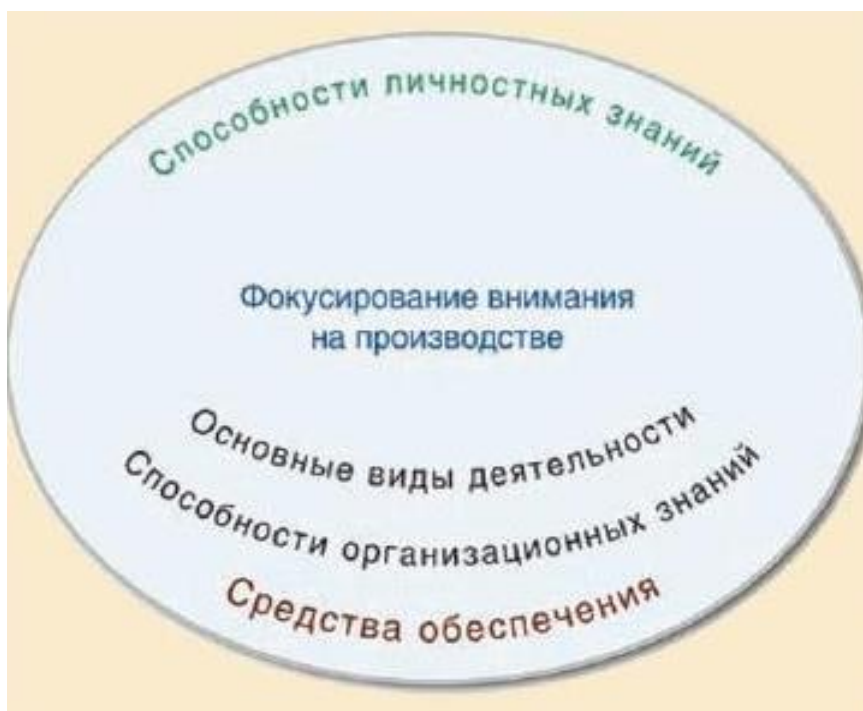 Способности личностных знаний
Фокусирование внимания
на производстве
Основные виды деятельности
Способности организационных знаний
Средства обеспечения